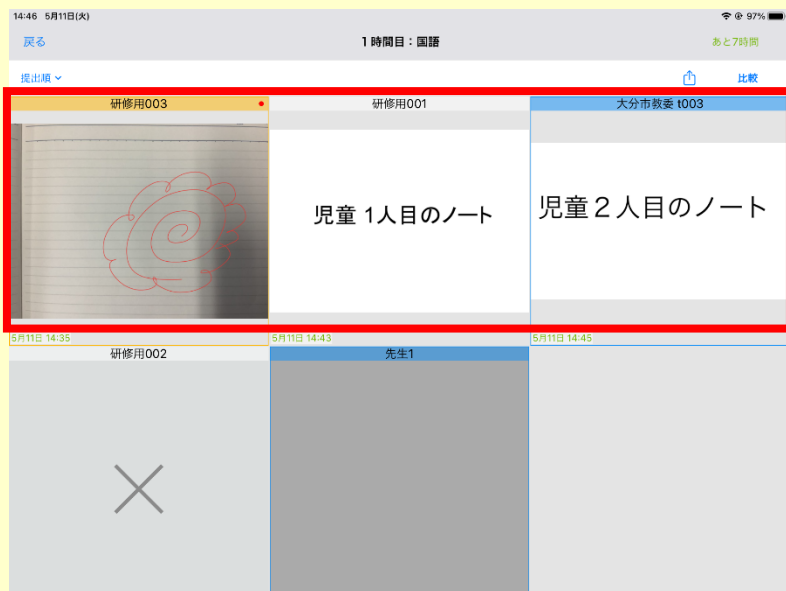 14:46 5月11日(火)
97%
戻る
1時間目：国語
あと7時間
提出順
比較
研修用003
研修用001
大分市教委 t003
児童 1人目のノート
児童２人目のノート
5月11日 14:35
5月11日 14:43
5月11日 14:45
研修用002
先生1